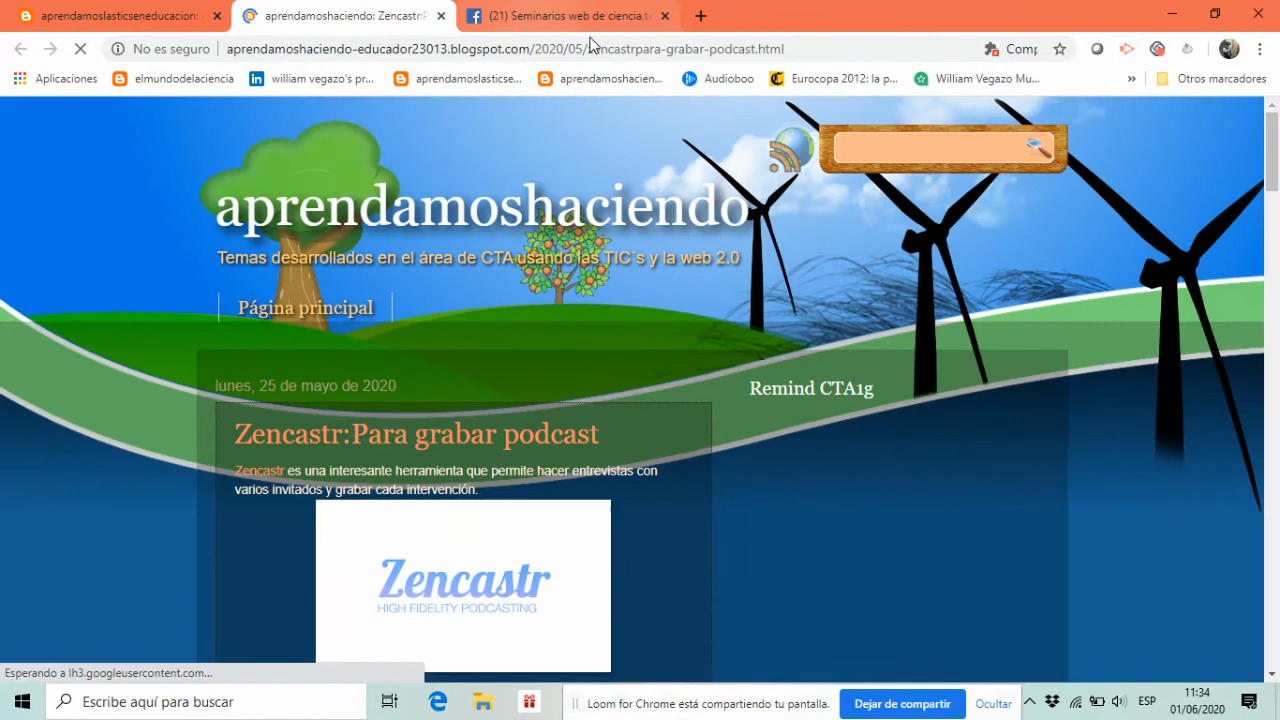 aprendamoslasticseneducacion:
aprendamoshaciendo: Zencastr:P
(21) Seminarios web de ciencia,te
No es seguro
aprendamoshaciendo-educador23013.blogspot.com/2020/05/zencastrpara-grabar-podcast.html
Comp
Aplicaciones
elmundodelaciencia
william vegazo's pr...
aprendamoslasticse...
aprendamoshacien...
Audioboo
Eurocopa 2012: la p...
William Vegazo Mu...
»
Otros marcadores
aprendamoshaciendo
Temas desarrollados en el área de CTA usando las TIC`s y la web 2.0
Página principal
lunes, 25 de mayo de 2020
Remind CTA1g
Zencastr:Para grabar podcast
Zencastr es una interesante herramienta que permite hacer entrevistas con
varios invitados y grabar cada intervención.
Zencastr
HIGH FIDELITY PODCASTING
Esperando a lh3.googleusercontent.com...
Escribe aquí para buscar
Loom for Chrome está compartiendo tu pantalla.
Dejar de compartir
Ocultar
ESP
11:34
01/06/2020